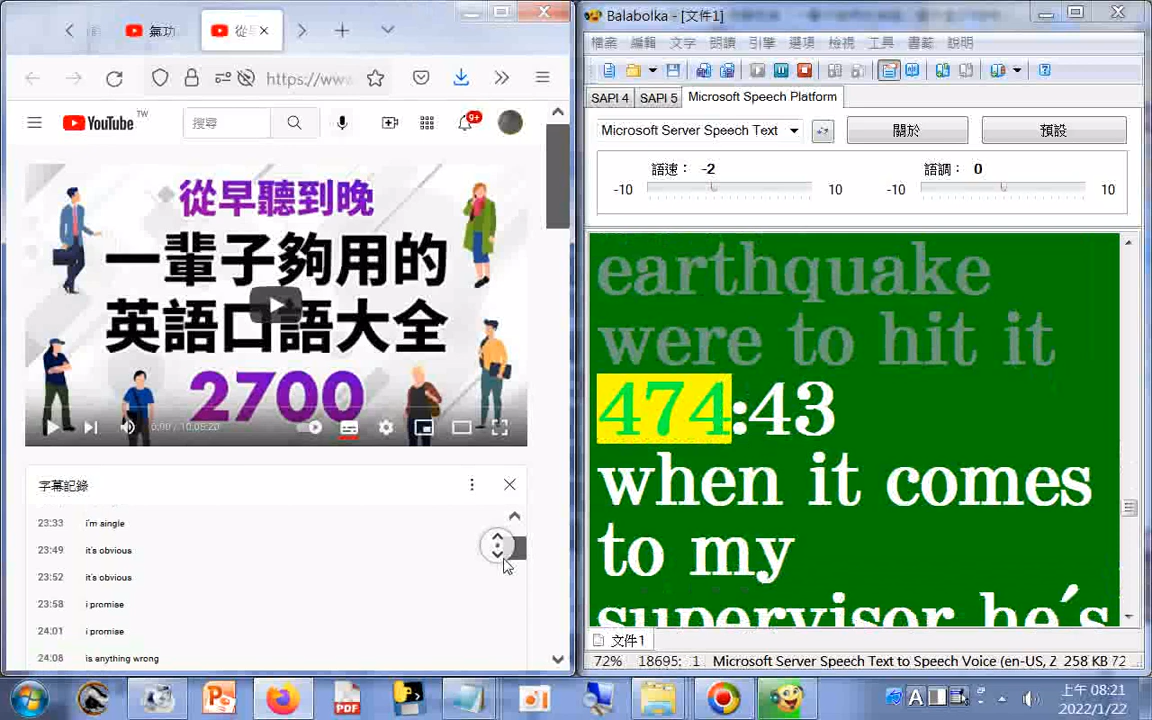 氣功
從
https://www.
YouTube TW
搜尋
9+
從早聽到晚
一輩子夠用的
英語口語大全
2700
0:00 / 10:05:20
字幕記錄
23:33 i'm single
23:49 it's obvious
23:52 it's obvious
23:58 i promise
24:01 i promise
24:08 is anything wrong
Balabolka - [文件1]
檔案 編輯 文字 朗讀 引擎 選項 檢視 工具 書籤 說明
SAPI 4 SAPI 5 Microsoft Speech Platform
Microsoft Server Speech Text 關於 預設
語速： -2 語調： 0
-10 10 -10 10
earthquake
were to hit it
474:43
when it comes
to my
supervisor he's
文件1
72% 18695: 1 Microsoft Server Speech Text to Speech Voice (en-US, Z 258 KB 72
上午 08:21
2022/1/22